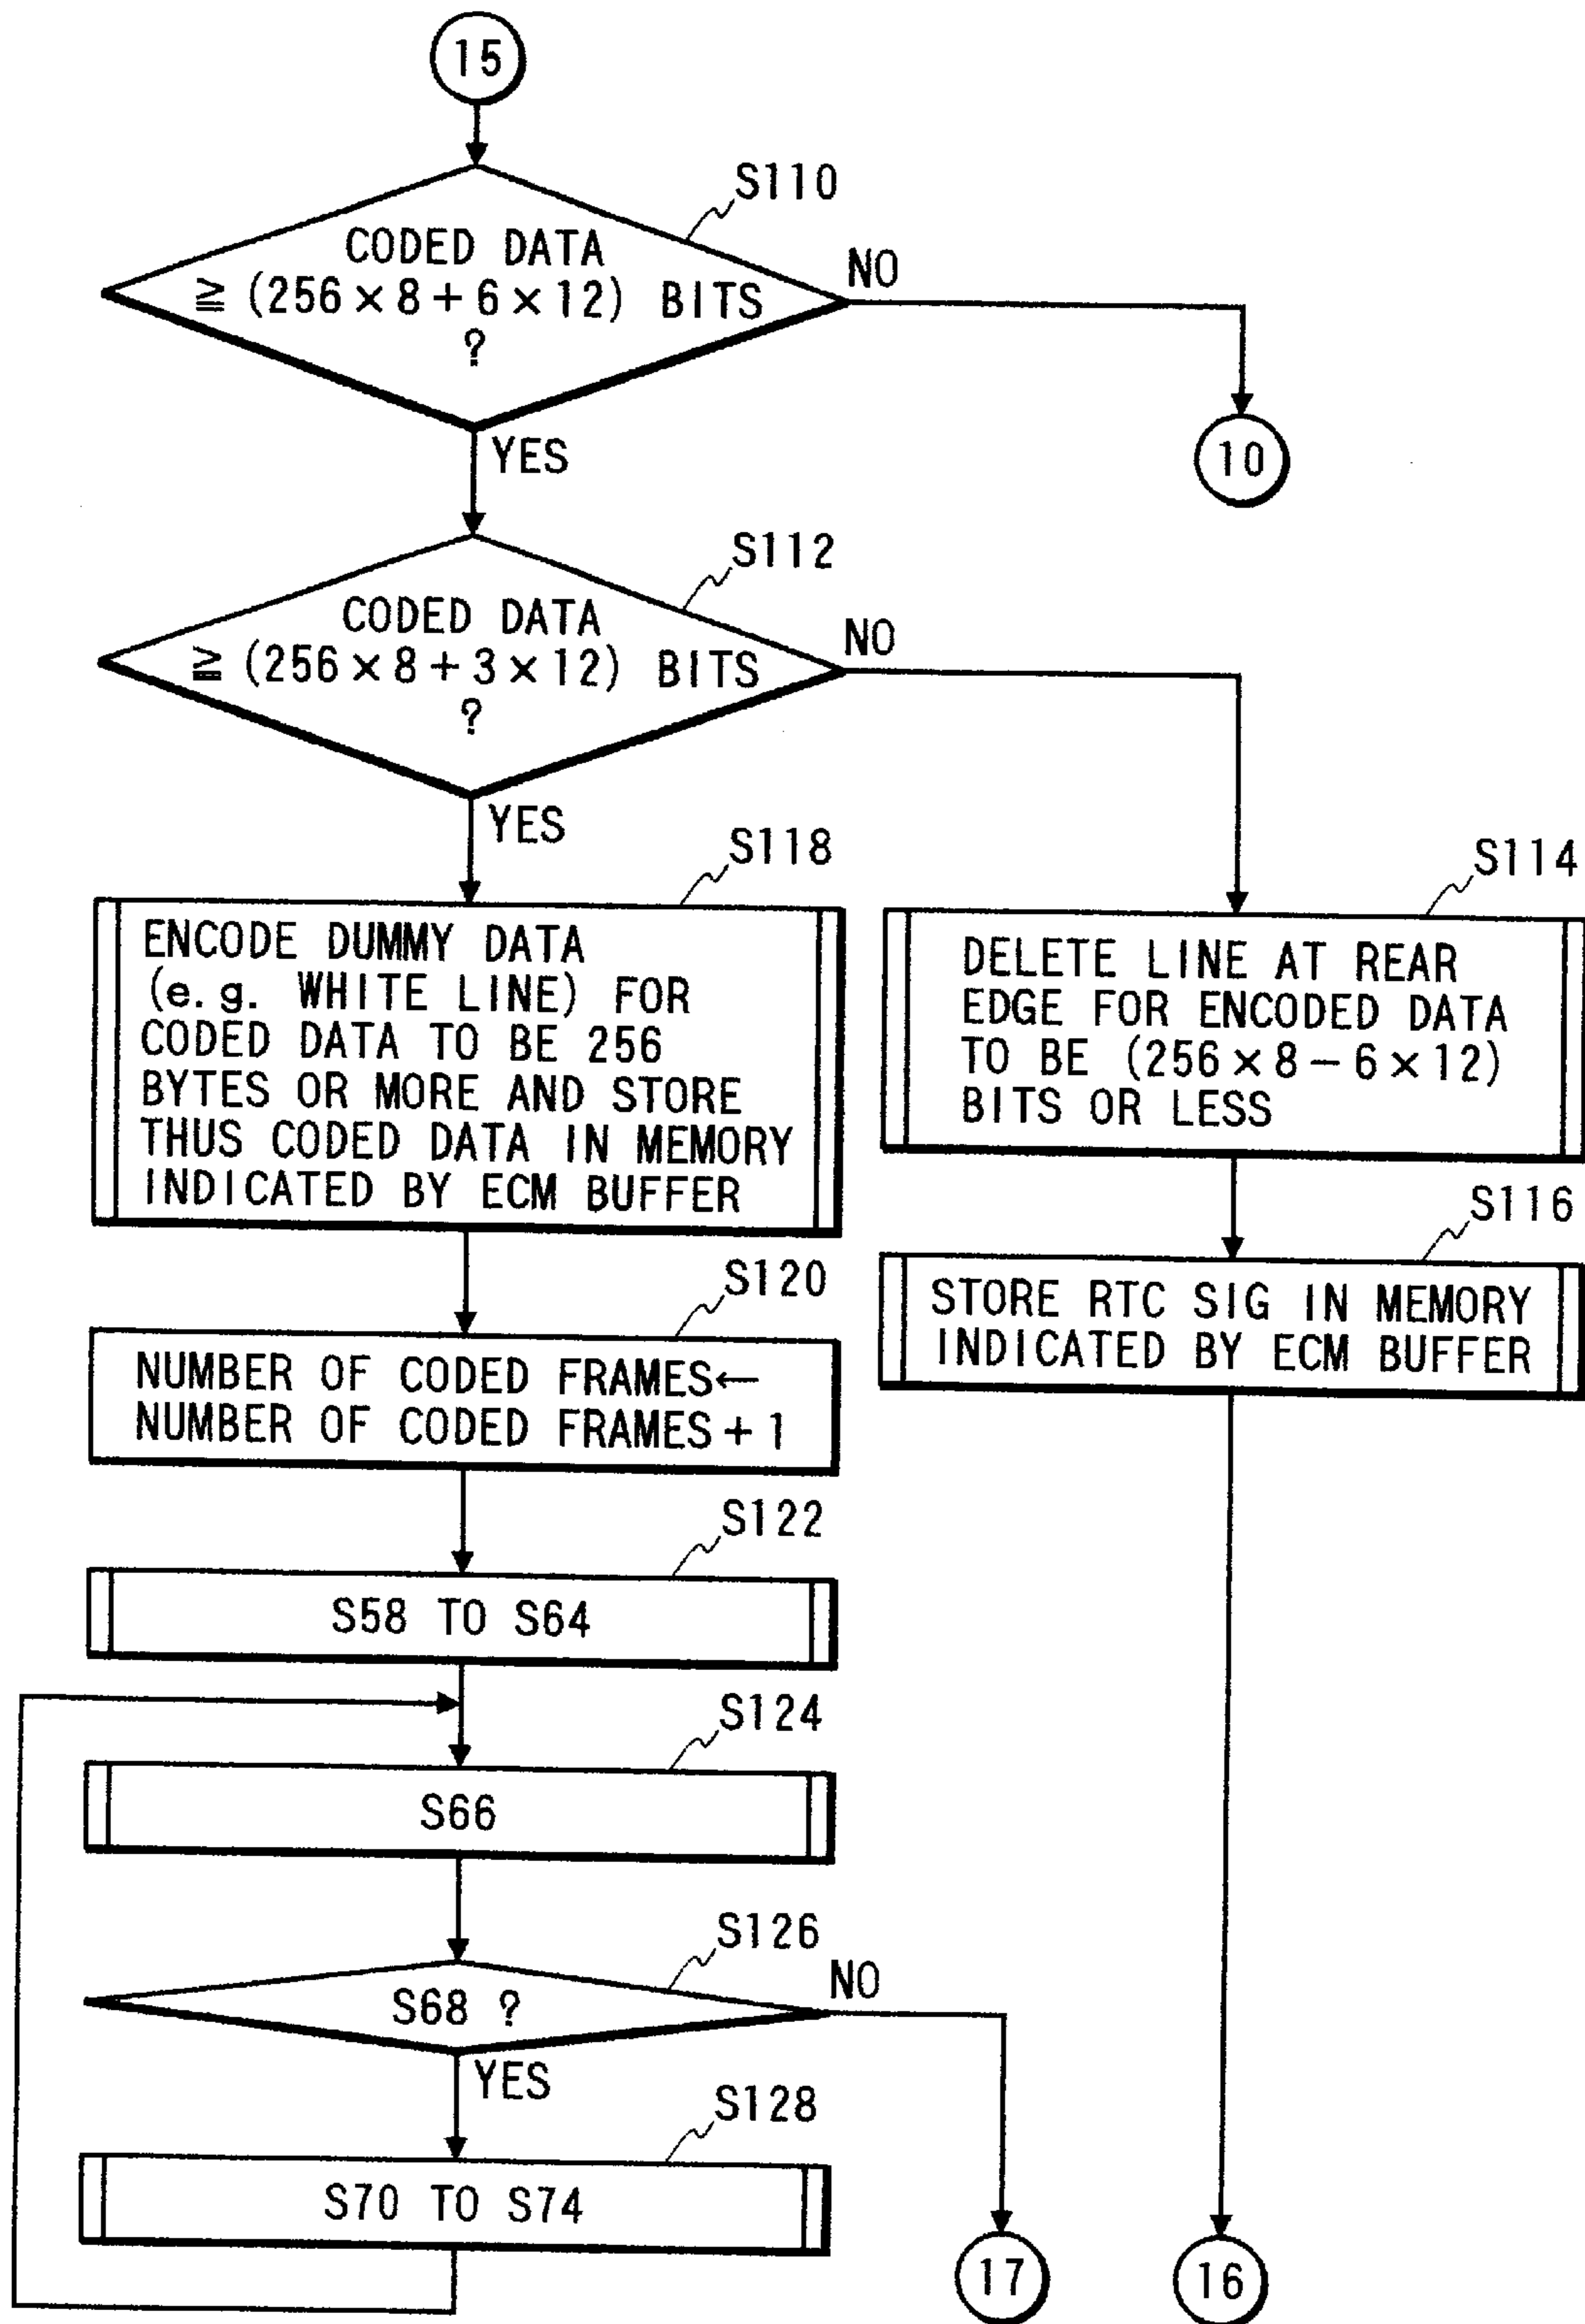 15
S110
CODED DATA
≧ (256×8+6×12) BITS
?
NO
YES
10
S112
CODED DATA
≧ (256×8+3×12) BITS
?
NO
YES
S118
ENCODE DUMMY DATA
(e.g. WHITE LINE) FOR
CODED DATA TO BE 256
BYTES OR MORE AND STORE
THUS CODED DATA IN MEMORY
INDICATED BY ECM BUFFER
S114
DELETE LINE AT REAR
EDGE FOR ENCODED DATA
TO BE (256×8-6×12)
BITS OR LESS
S116
STORE RTC SIG IN MEMORY
INDICATED BY ECM BUFFER
S120
NUMBER OF CODED FRAMES←
NUMBER OF CODED FRAMES+1
S122
S58 TO S64
S124
S66
S126
S68 ?
NO
YES
S128
S70 TO S74
17
16